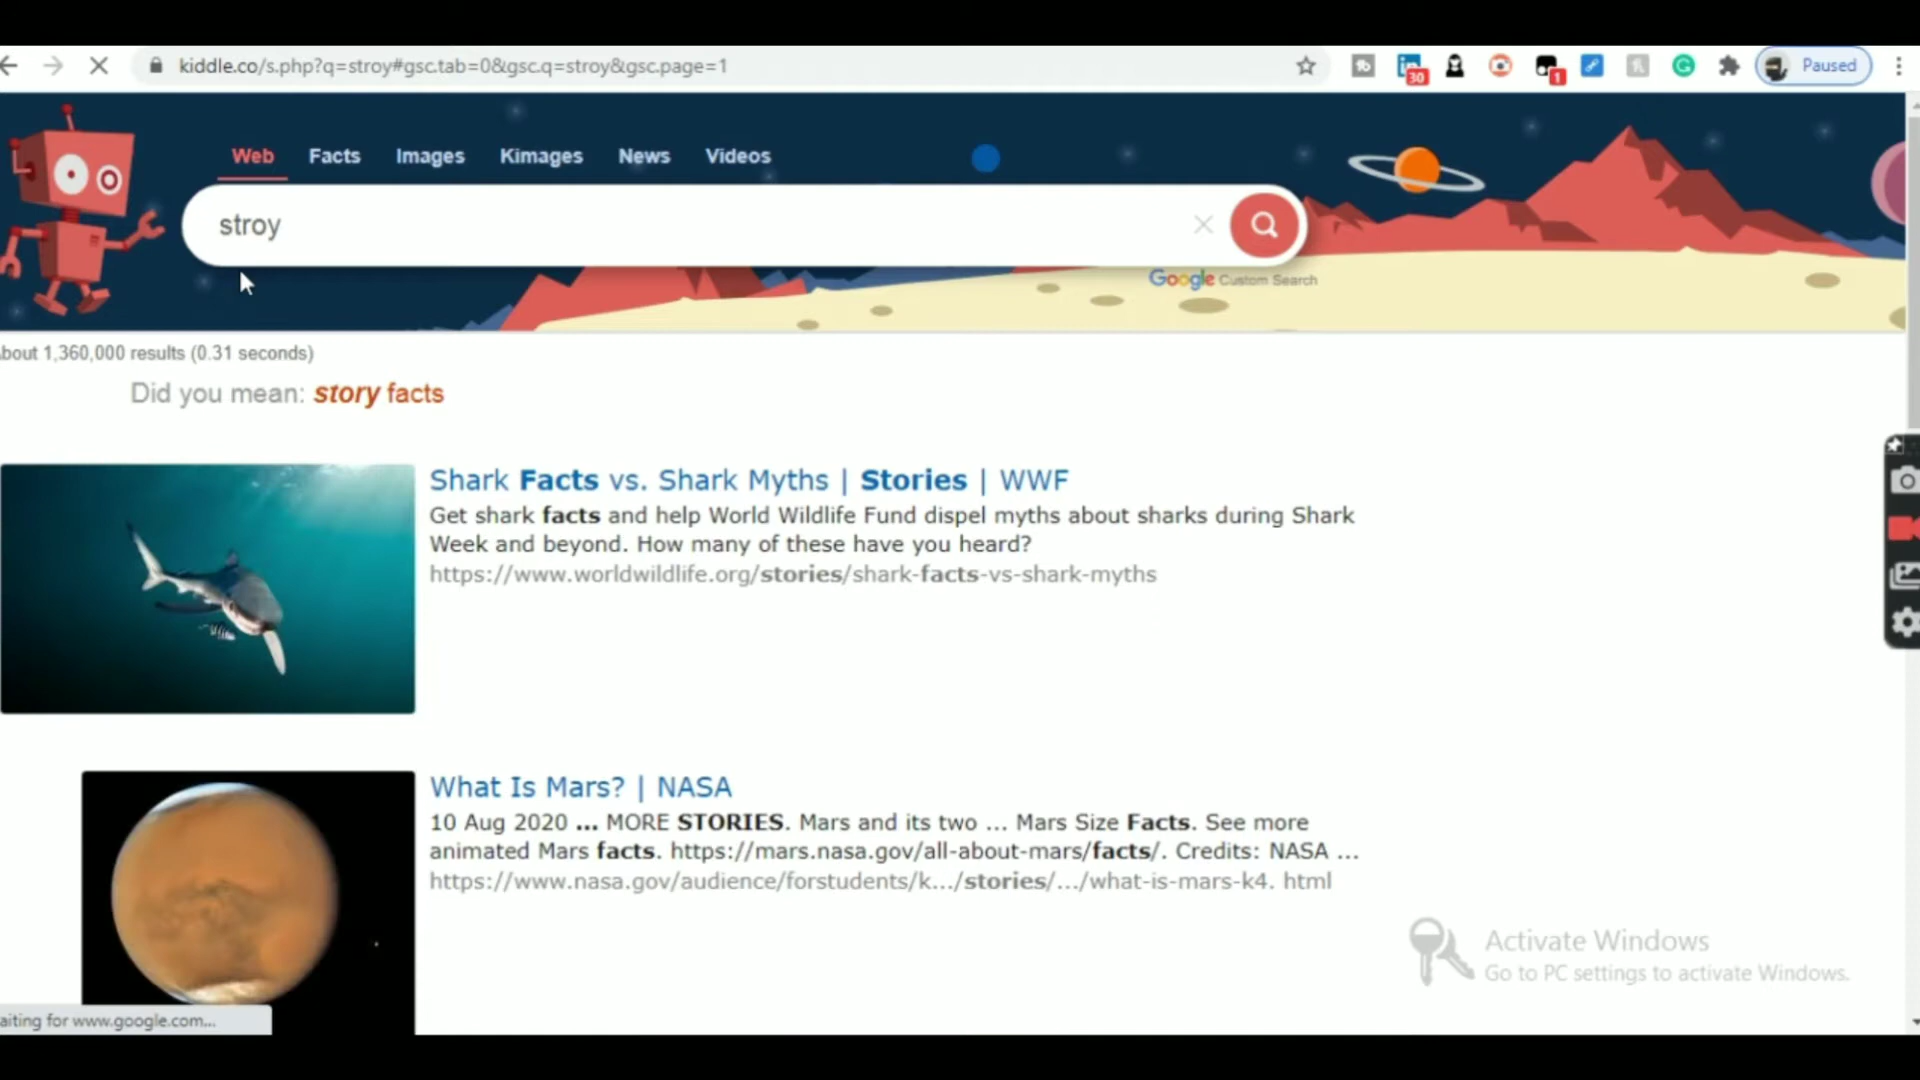 kiddle.co/s.php?q=stroy#gsc.tab=0&gsc.q=stroy&gsc.page=1
30
1
Paused
Web Facts Images Kimages News Videos
stroy
Google Custom Search
bout 1,360,000 results (0.31 seconds)
Did you mean: story facts
Shark Facts vs. Shark Myths | Stories | WWF
Get shark facts and help World Wildlife Fund dispel myths about sharks during Shark
Week and beyond. How many of these have you heard?
https://www.worldwildlife.org/stories/shark-facts-vs-shark-myths
What Is Mars? | NASA
10 Aug 2020 ... MORE STORIES. Mars and its two ... Mars Size Facts. See more
animated Mars facts. https://mars.nasa.gov/all-about-mars/facts/. Credits: NASA ...
https://www.nasa.gov/audience/forstudents/k.../stories/.../what-is-mars-k4. html
Activate Windows
Go to PC settings to activate Windows.
aiting for www.google.com...